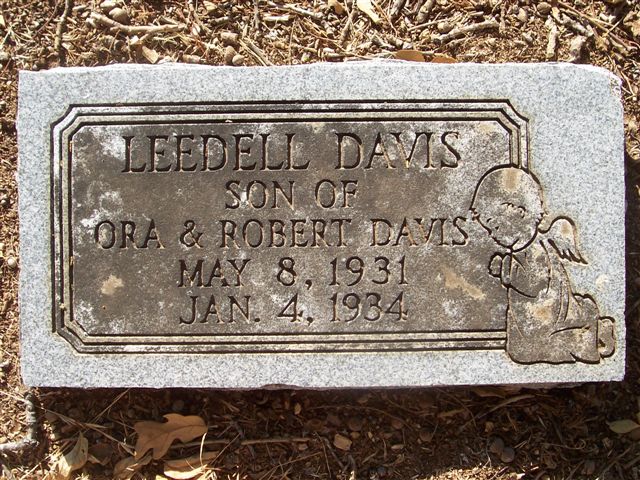 LEEDELL DAVIS
SON OF
ORA & ROBERT DAVIS
MAY 8, 1931
JAN. 4, 1934